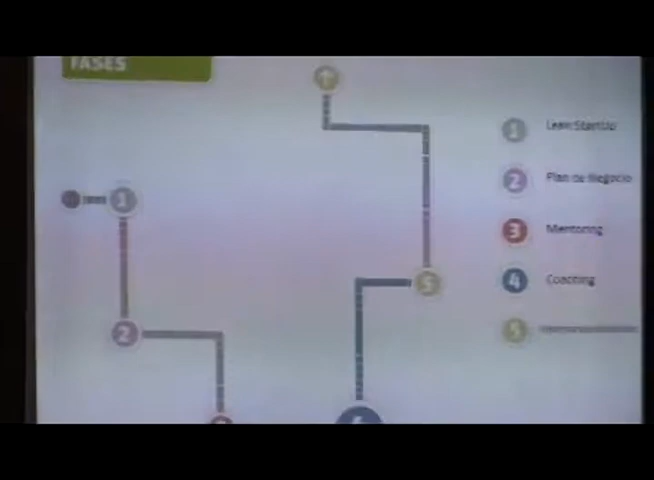 FASES
1
Lean StartUp
1
2
Plan de Negocio
3
Mentoring
5
4
Coaching
2
5